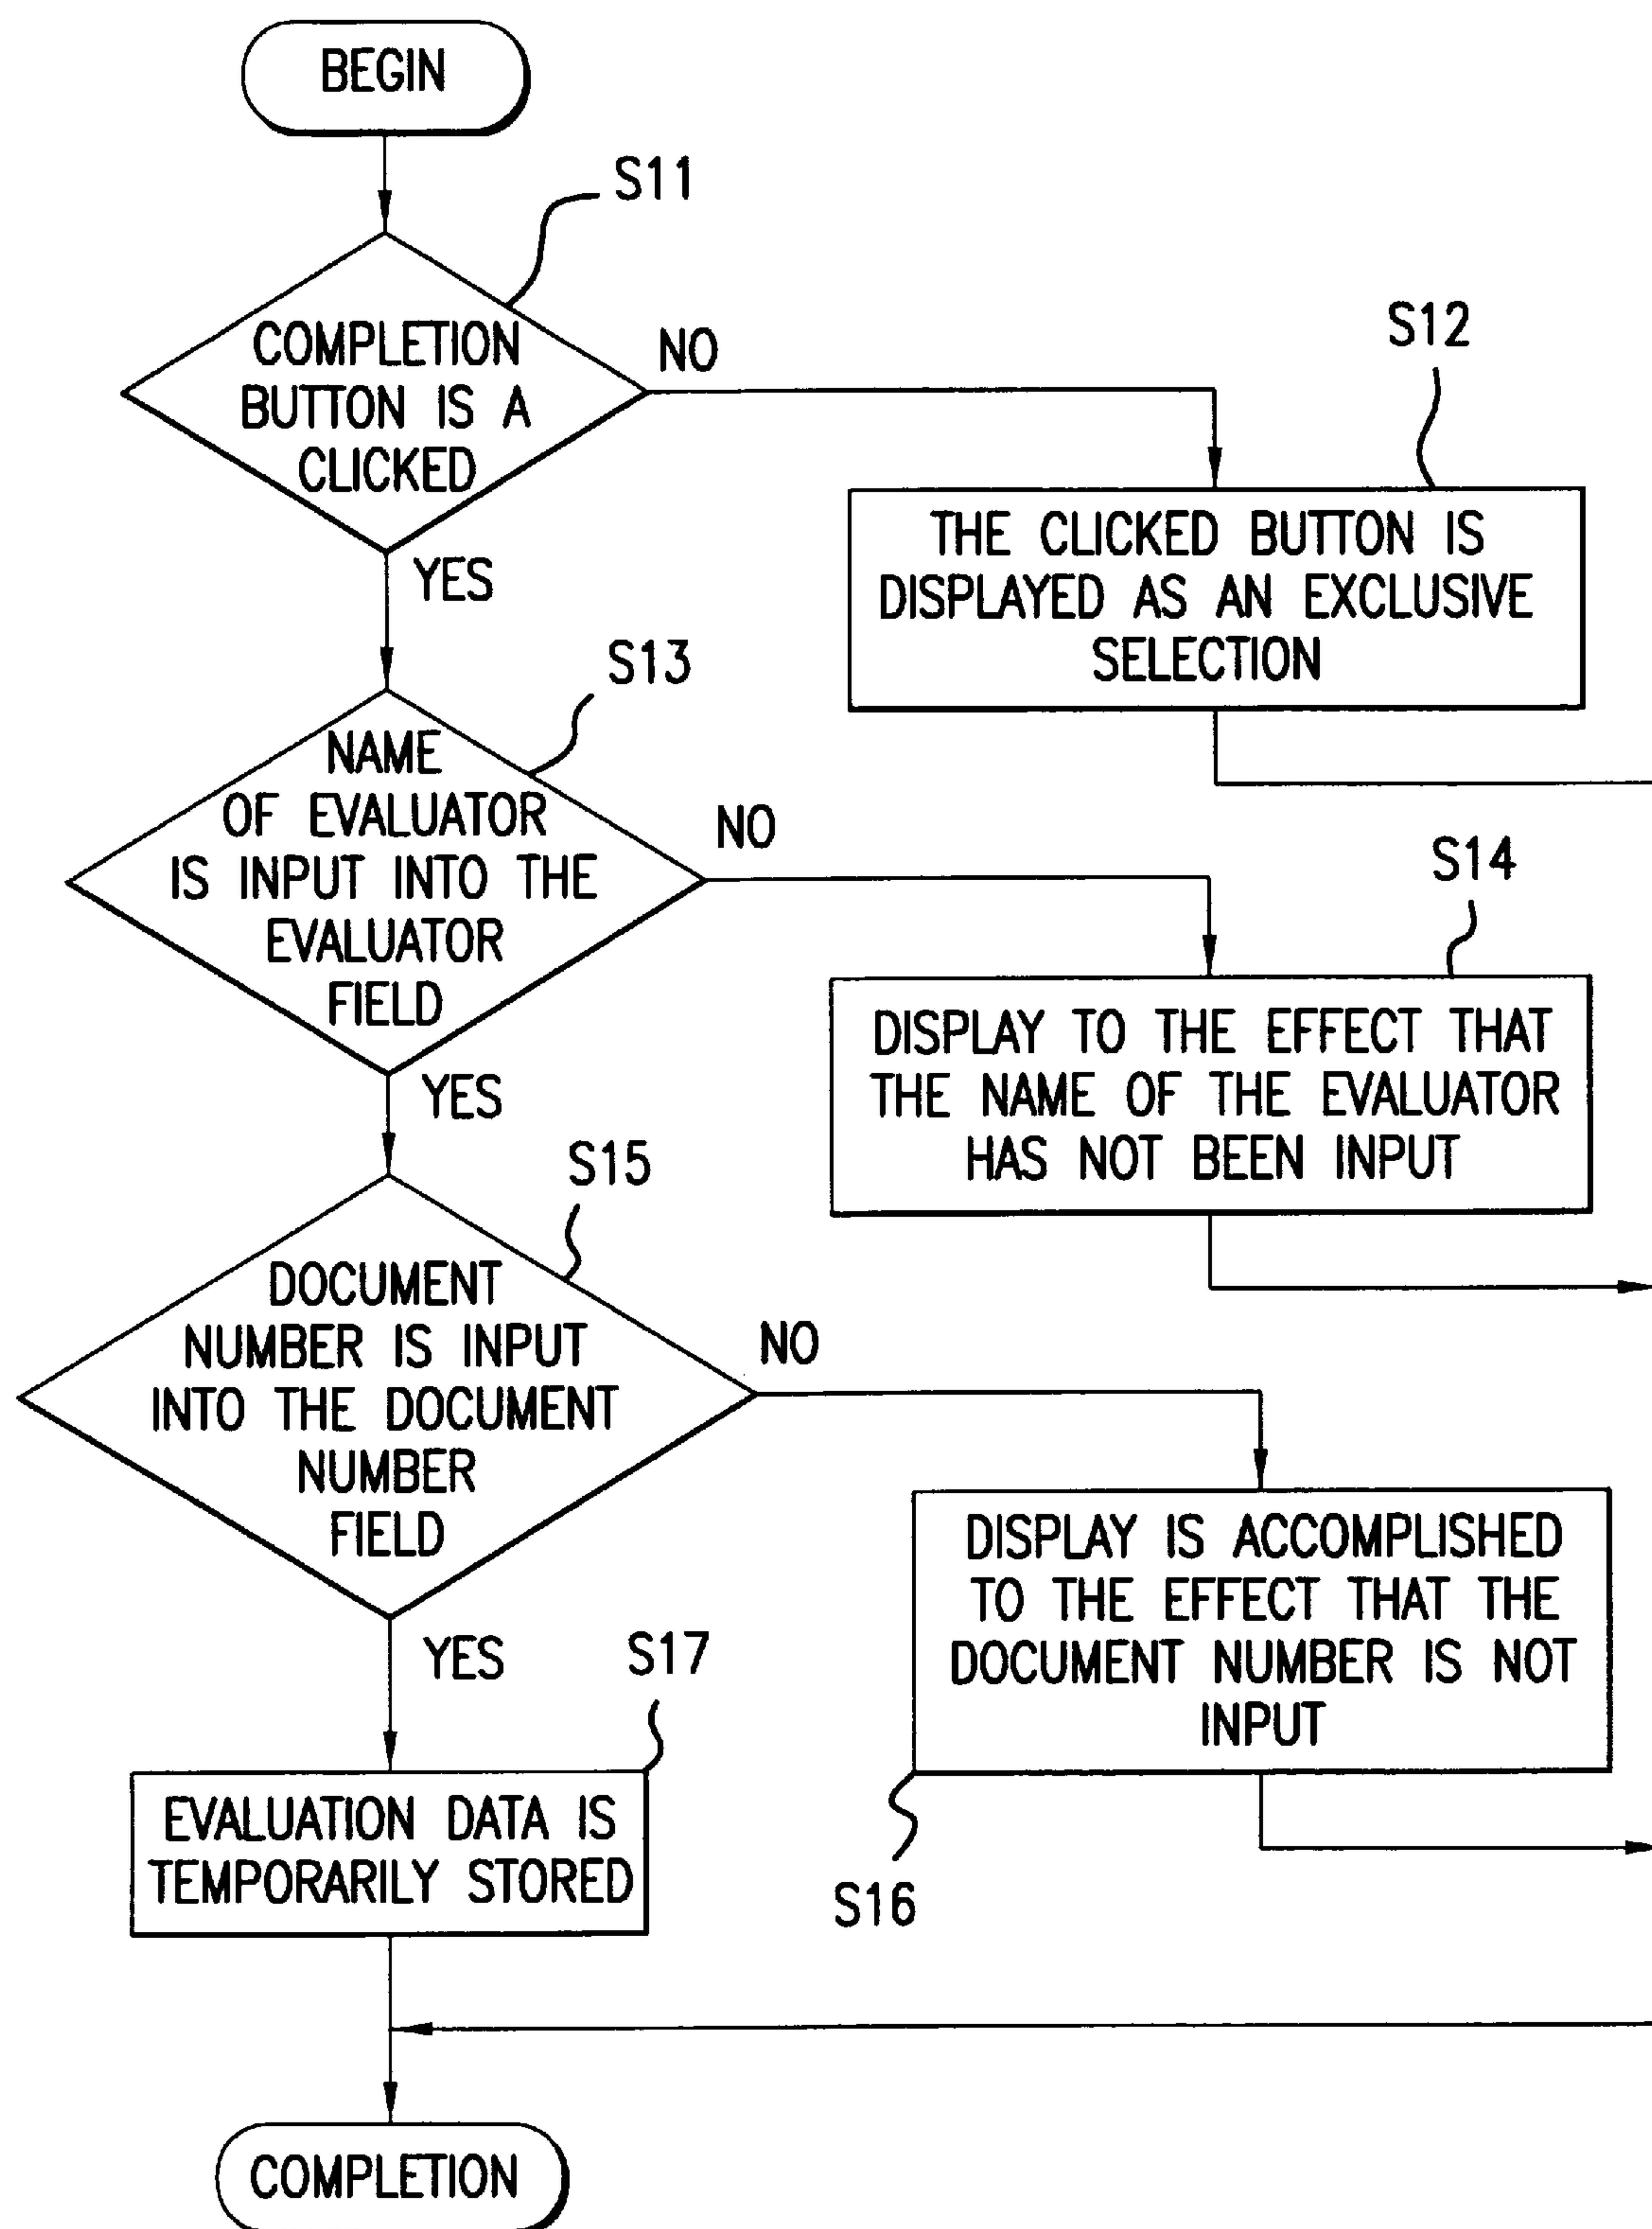 BEGIN
S11
COMPLETION
BUTTON IS A
CLICKED
NO
YES
S12
THE CLICKED BUTTON IS
DISPLAYED AS AN EXCLUSIVE
SELECTION
S13
NAME
OF EVALUATOR
IS INPUT INTO THE
EVALUATOR
FIELD
NO
YES
S14
DISPLAY TO THE EFFECT THAT
THE NAME OF THE EVALUATOR
HAS NOT BEEN INPUT
S15
DOCUMENT
NUMBER IS INPUT
INTO THE DOCUMENT
NUMBER
FIELD
NO
YES
DISPLAY IS ACCOMPLISHED
TO THE EFFECT THAT THE
DOCUMENT NUMBER IS NOT
INPUT
S16
S17
EVALUATION DATA IS
TEMPORARILY STORED
COMPLETION